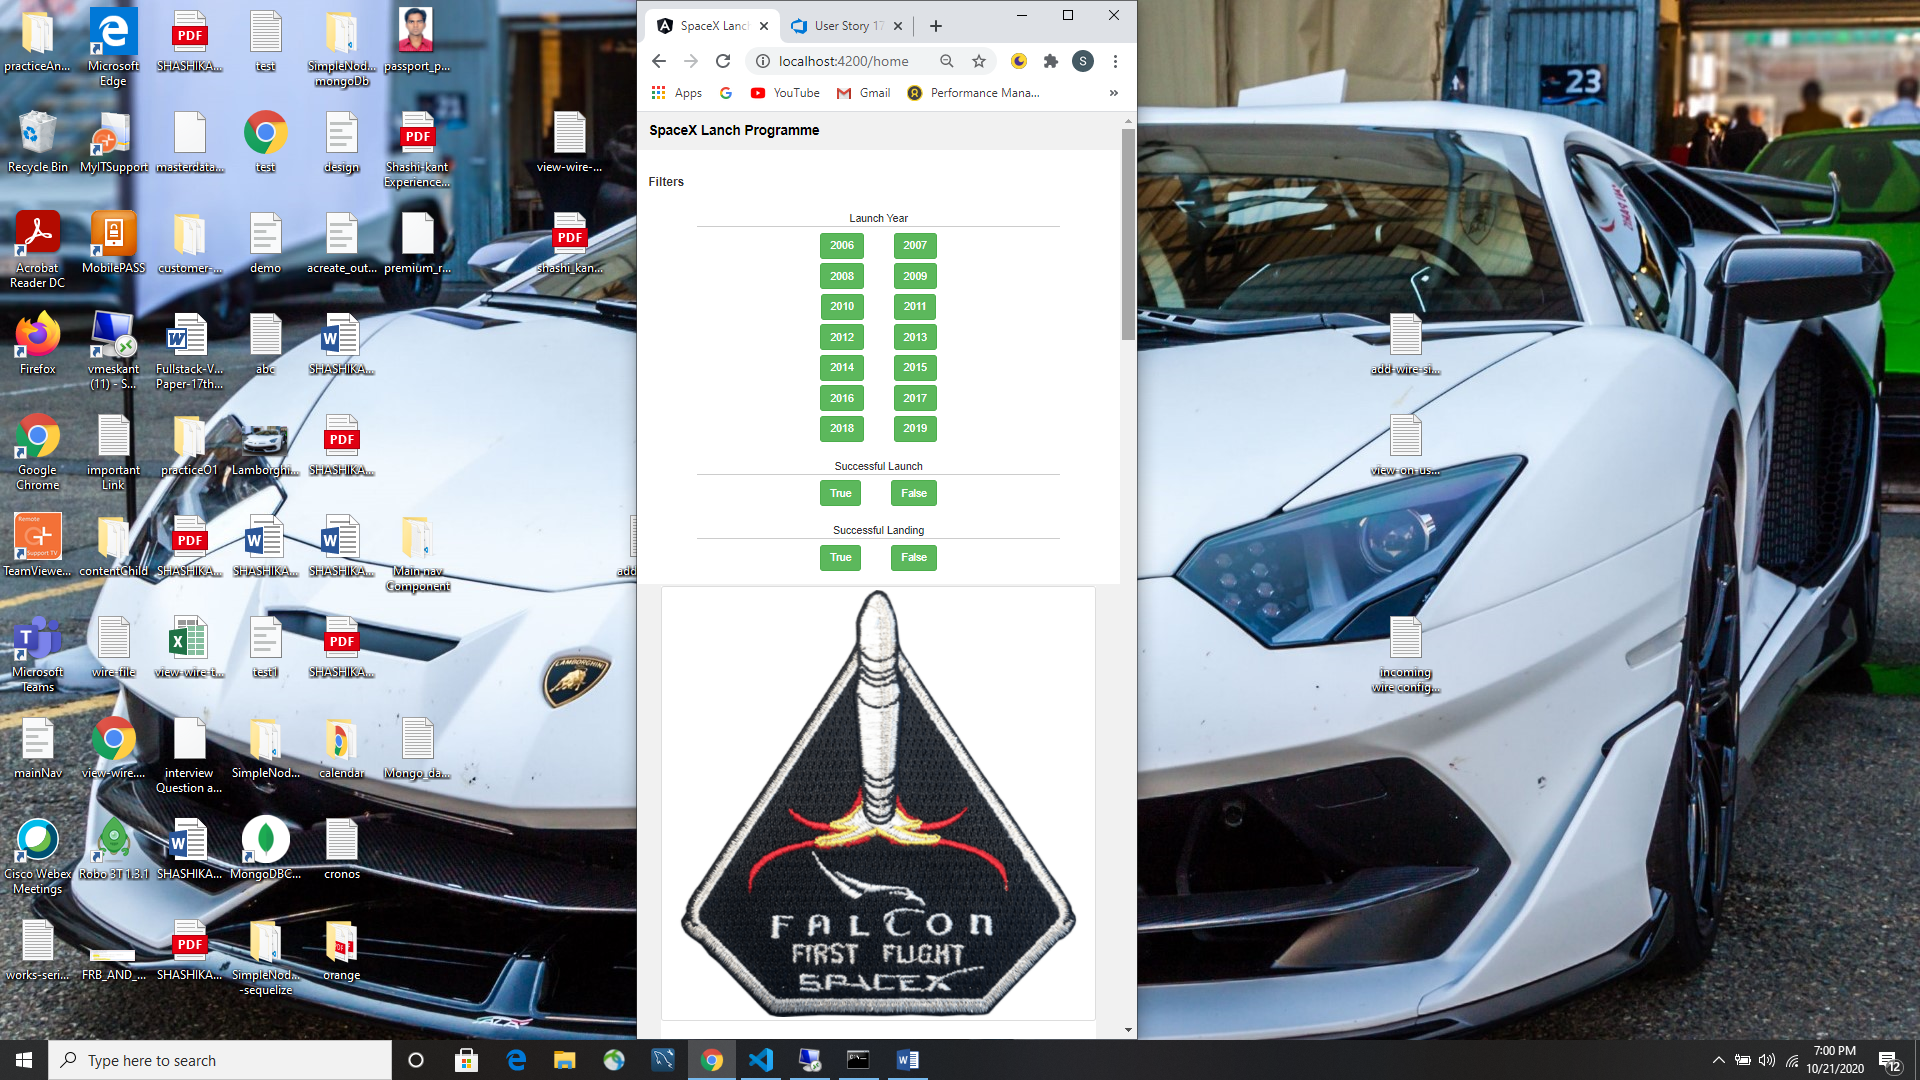 practiceAn...
Microsoft
Edge
SHASHIKA...
test
SimpleNod...
mongoDb
passport_p...
Recycle Bin
MyITSupport
masterdata...
test
design
Shashi-kant
Experience...
view-wire-...
Acrobat
Reader DC
MobilePASS
customer-...
demo
acreate_out...
premium_r...
shashi_kan...
Firefox
vmeskant
(11) - S...
Fullstack-V...
Paper-17th...
abc
SHASHIKA...
Google
Chrome
important
Link
practice01
Lamborghi...
SHASHIKA...
TeamViewe...
contentChild
SHASHIKA...
SHASHIKA...
SHASHIKA...
Main nav
Component
Microsoft
Teams
wire-file
view-wire-t...
test1
SHASHIKA...
mainNav
view-wire....
interview
Question a...
SimpleNod...
calendar
Mongo_da...
Cisco Webex
Meetings
Robo 3T 1.3.1
SHASHIKA...
MongoDBC...
cronos
works-seri...
FRB_AND_...
SHASHIKA...
SimpleNod...
-sequelize
orange
SpaceX Lanc
User Story 17
localhost:4200/home
S
Apps
YouTube
Gmail
Performance Mana...
SpaceX Lanch Programme
Filters
Launch Year
2006 2007
2008 2009
2010 2011
2012 2013
2014 2015
2016 2017
2018 2019
Successful Launch
True False
Successful Landing
True False
FALCON
FIRST FLIGHT
SPACEX
23
add-wire-si...
view-on-us...
incoming
wire config...
LAMBORGHINI
Type here to search
7:00 PM
10/21/2020
12